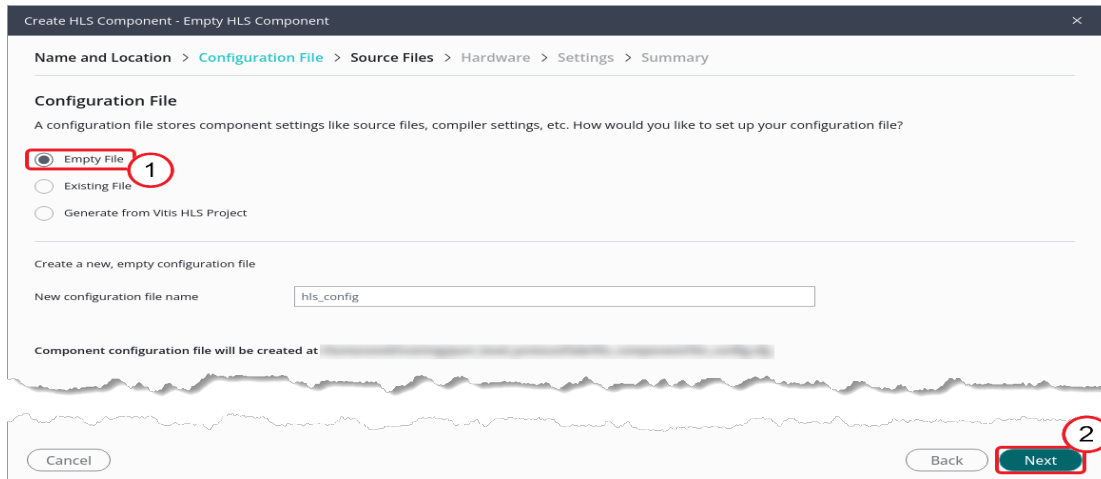 Create HLS Component - Empty HLS Component ×
Name and Location > Configuration File > Source Files > Hardware > Settings > Summary
Configuration File
A configuration file stores component settings like source files, compiler settings, etc. How would you like to set up your configuration file?
Empty File
1
Existing File
Generate from Vitis HLS Project
Create a new, empty configuration file
New configuration file name hls_config
Component configuration file will be created at
2
Cancel Back Next